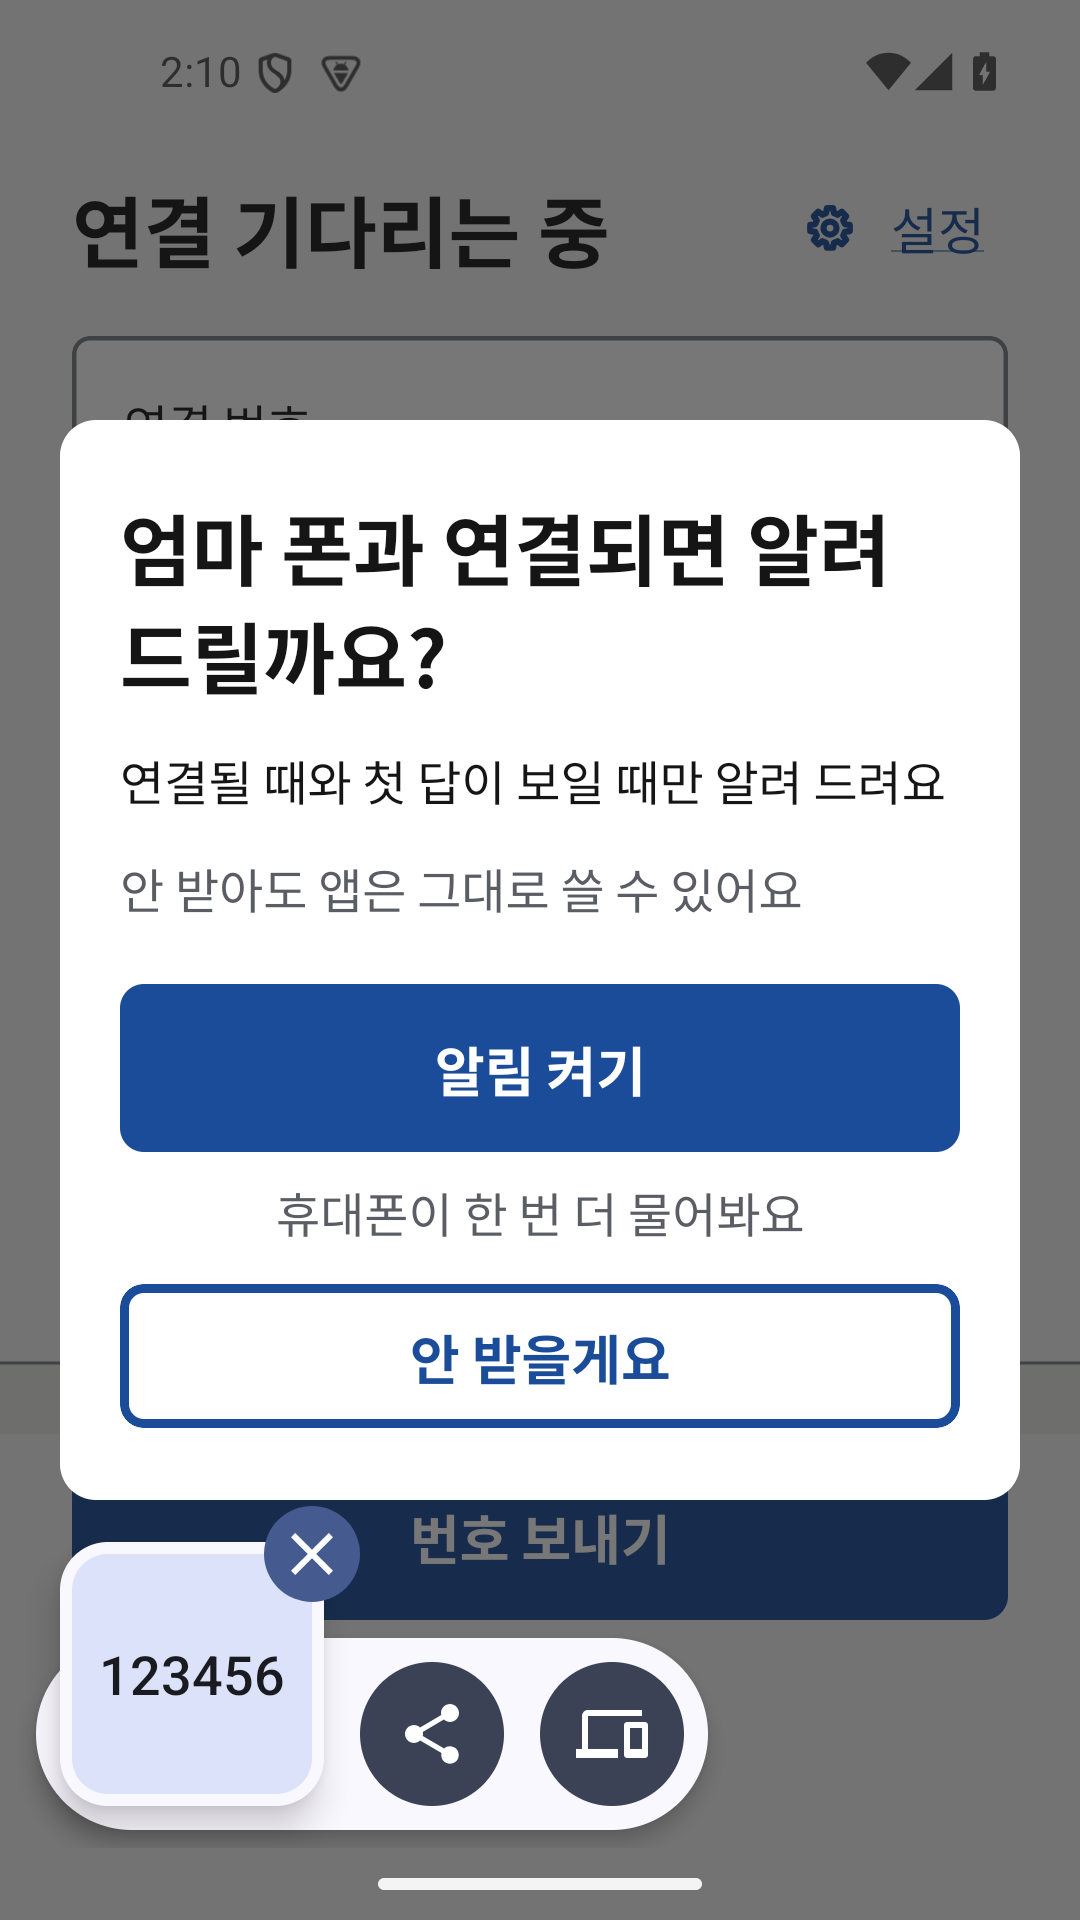 2:10
연결 기다리는 중
설정
연결 번호
엄마 폰과 연결되면 알려
드릴까요?
연결될 때와 첫 답이 보일 때만 알려 드려요
안 받아도 앱은 그대로 쓸 수 있어요
알림 켜기
휴대폰이 한 번 더 물어봐요
안 받을게요
번호 보내기
123456